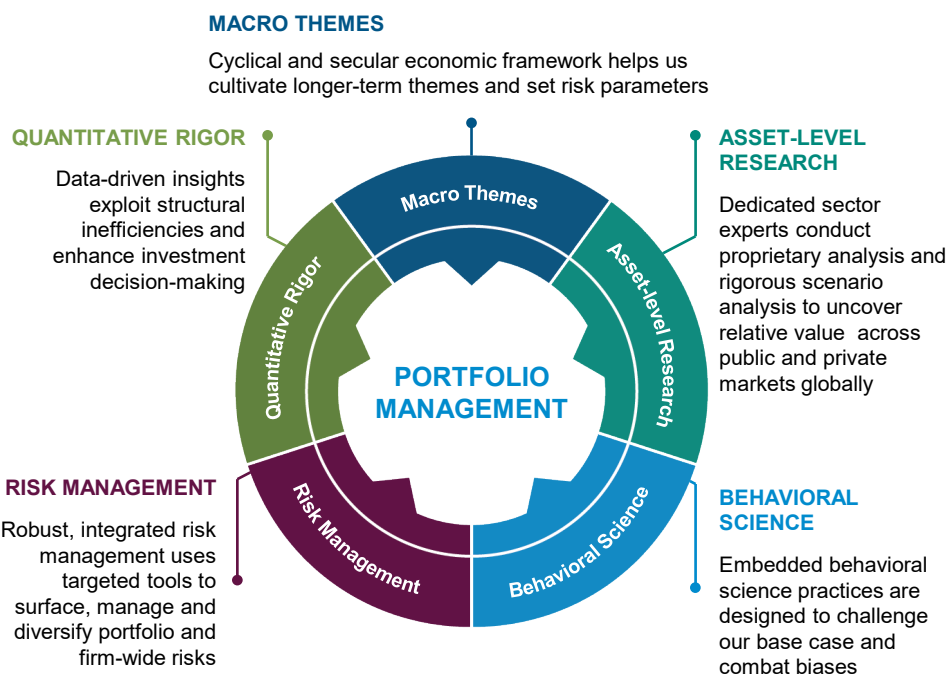 MACRO THEMES
Cyclical and secular economic framework helps us
cultivate longer-term themes and set risk parameters
QUANTITATIVE RIGOR
Data-driven insights
exploit structural
inefficiencies and
enhance investment
decision-making
ASSET-LEVEL
RESEARCH
Dedicated sector
experts conduct
proprietary analysis and
rigorous scenario
analysis to uncover
relative value across
public and private
markets globally
Macro Themes
Quantitative Rigor
Asset-level Research
PORTFOLIO
MANAGEMENT
Risk Management
Behavioral Science
RISK MANAGEMENT
Robust, integrated risk
management uses
targeted tools to
surface, manage and
diversify portfolio and
firm-wide risks
BEHAVIORAL
SCIENCE
Embedded behavioral
science practices are
designed to challenge
our base case and
combat biases